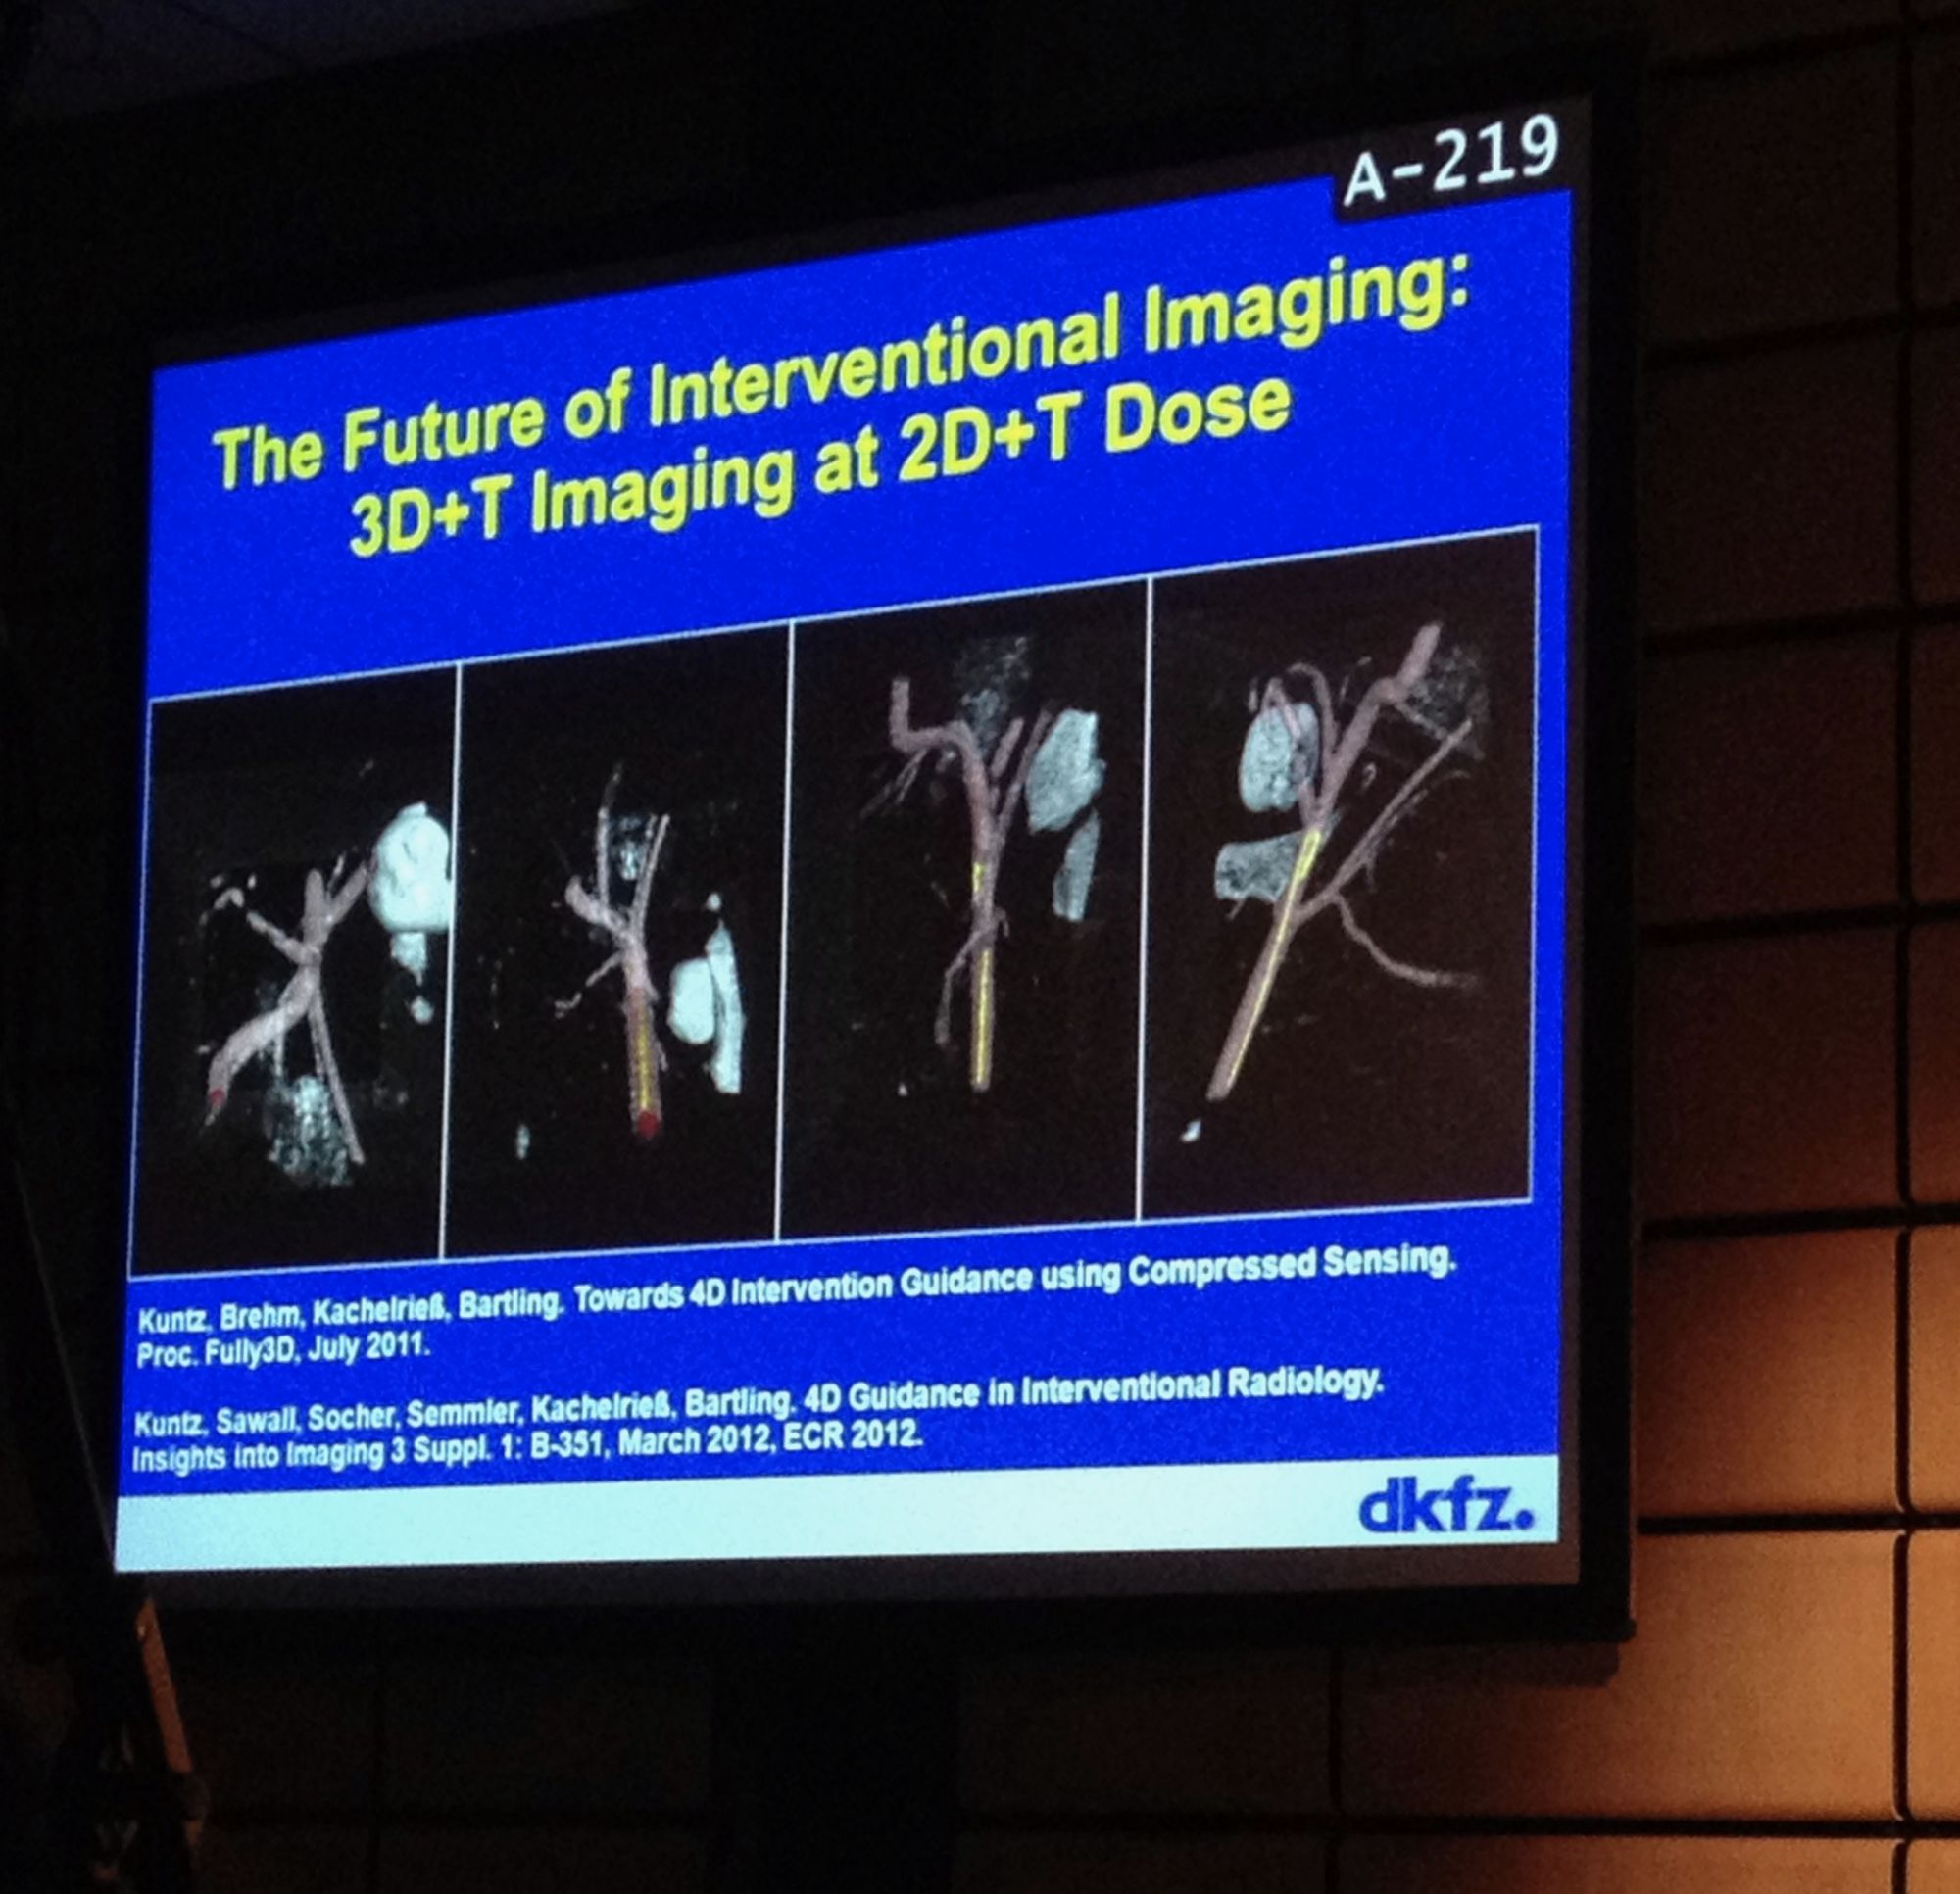 A-219
The Future of Interventional Imaging:
3D+T Imaging at 2D+T Dose
Kuntz, Brehm, Kachelrieß, Bartling. Towards 4D Intervention Guidance using Compressed Sensing.
Proc. Fully3D, July 2011.
Kuntz, Sawall, Socher, Semmler, Kachelrieß, Bartling. 4D Guidance in Interventional Radiology.
Insights into Imaging 3 Suppl. 1: B-351, March 2012, ECR 2012.
dkfz.